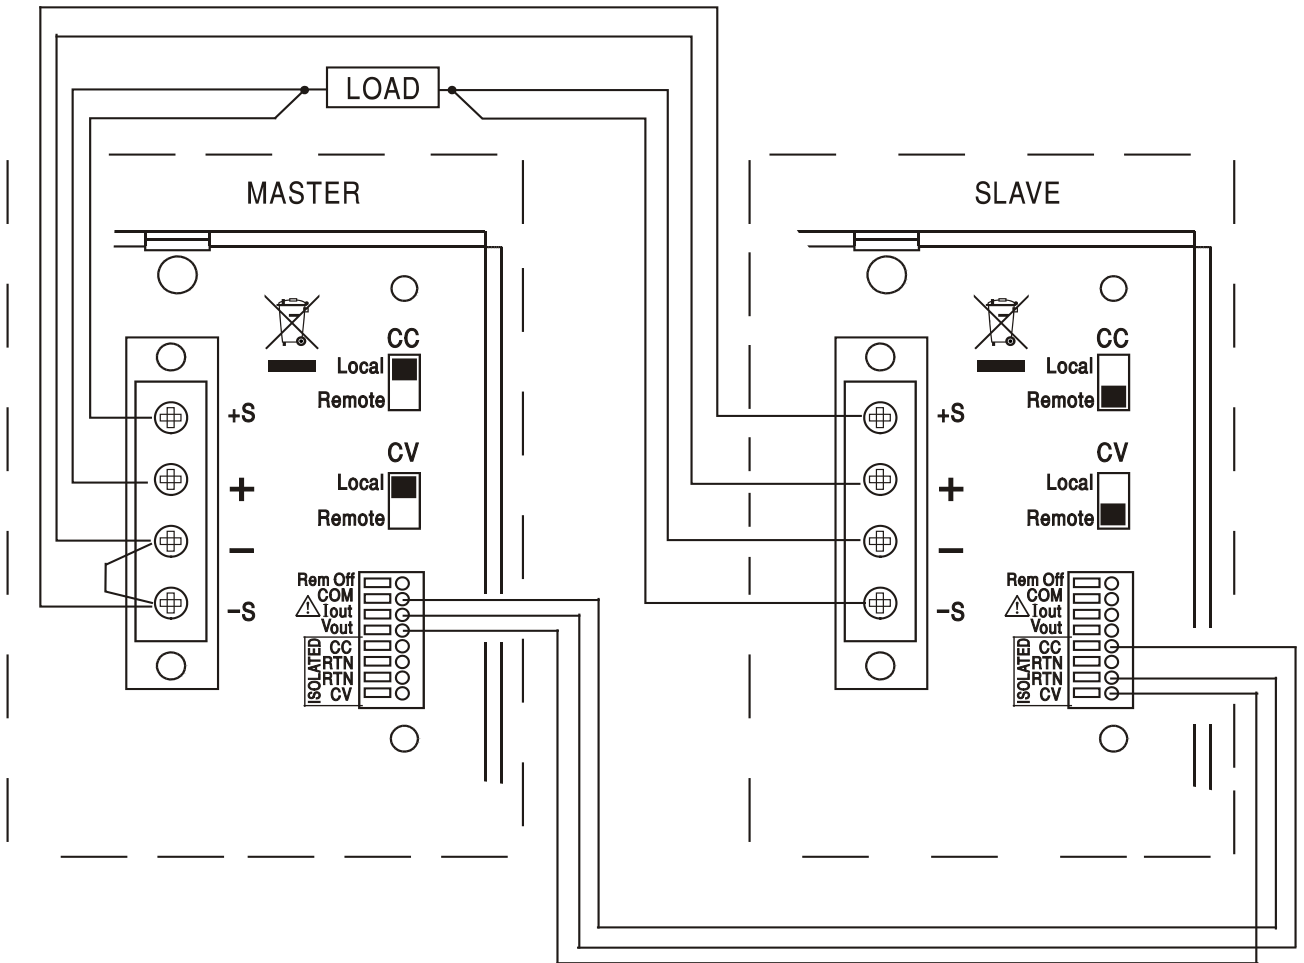 LOAD
MASTER
CC
Local
Remote
+S
CV
Local
+
Remote
−
Rem Off
COM
Iout
−S
Vout
ISOLATED
CC
RTN
RTN
CV
SLAVE
CC
Local
Remote
+S
CV
Local
+
Remote
−
Rem Off
COM
Iout
−S
Vout
ISOLATED
CC
RTN
RTN
CV